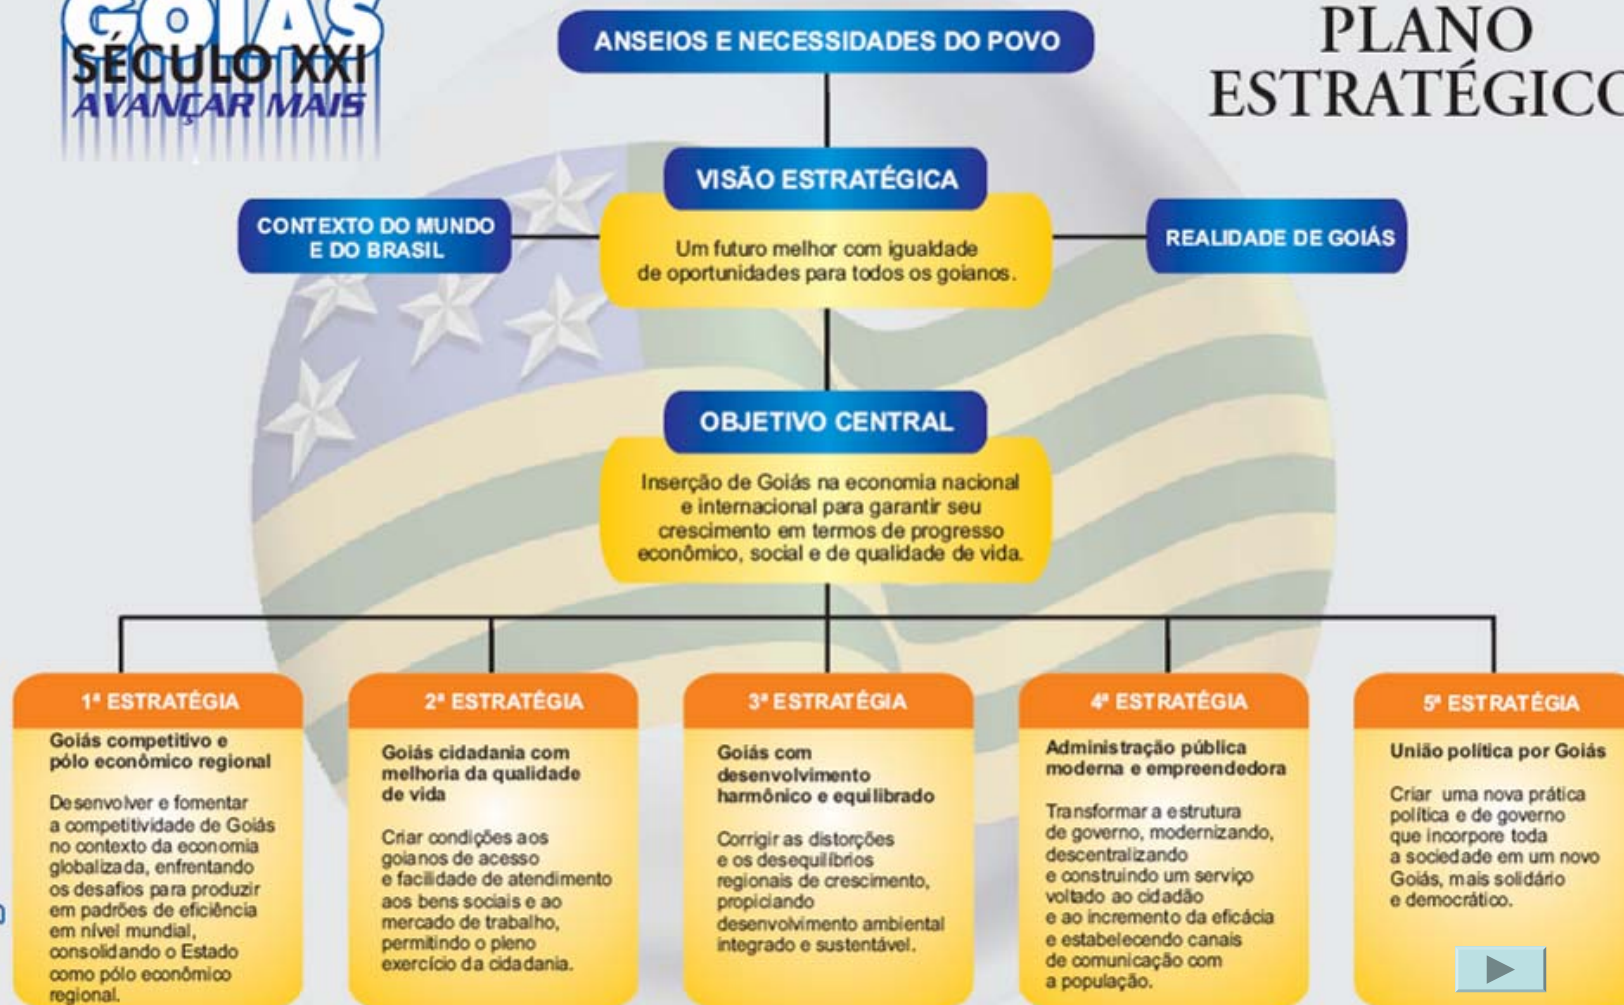 GOIÁS
SÉCULO XXI
AVANÇAR MAIS
PLANO
ESTRATÉGICO
ANSEIOS E NECESSIDADES DO POVO
VISÃO ESTRATÉGICA
Um futuro melhor com igualdade
de oportunidades para todos os goianos.
CONTEXTO DO MUNDO
E DO BRASIL
REALIDADE DE GOIÁS
OBJETIVO CENTRAL
Inserção de Goiás na economia nacional
e internacional para garantir seu
crescimento em termos de progresso
econômico, social e de qualidade de vida.
1ª ESTRATÉGIA
Goiás competitivo e
pólo econômico regional
Desenvolver e fomentar
a competitividade de Goiás
no contexto da economia
globalizada, enfrentando
os desafios para produzir
em padrões de eficiência
em nível mundial,
consolidando o Estado
como pólo econômico
regional.
2ª ESTRATÉGIA
Goiás cidadania com
melhoria da qualidade
de vida
Criar condições aos
goianos de acesso
e facilidade de atendimento
aos bens sociais e ao
mercado de trabalho,
permitindo o pleno
exercício da cidadania.
3ª ESTRATÉGIA
Goiás com
desenvolvimento
harmônico e equilibrado
Corrigir as distorções
e os desequilíbrios
regionais de crescimento,
propiciando
desenvolvimento ambiental
integrado e sustentável.
4ª ESTRATÉGIA
Administração pública
moderna e empreendedora
Transformar a estrutura
de governo, modernizando,
descentralizando
e construindo um serviço
voltado ao cidadão
e ao incremento da eficácia
e estabelecendo canais
de comunicação com
a população.
5ª ESTRATÉGIA
União política por Goiás
Criar uma nova prática
política e de governo
que incorpore toda
a sociedade em um novo
Goiás, mais solidário
e democrático.